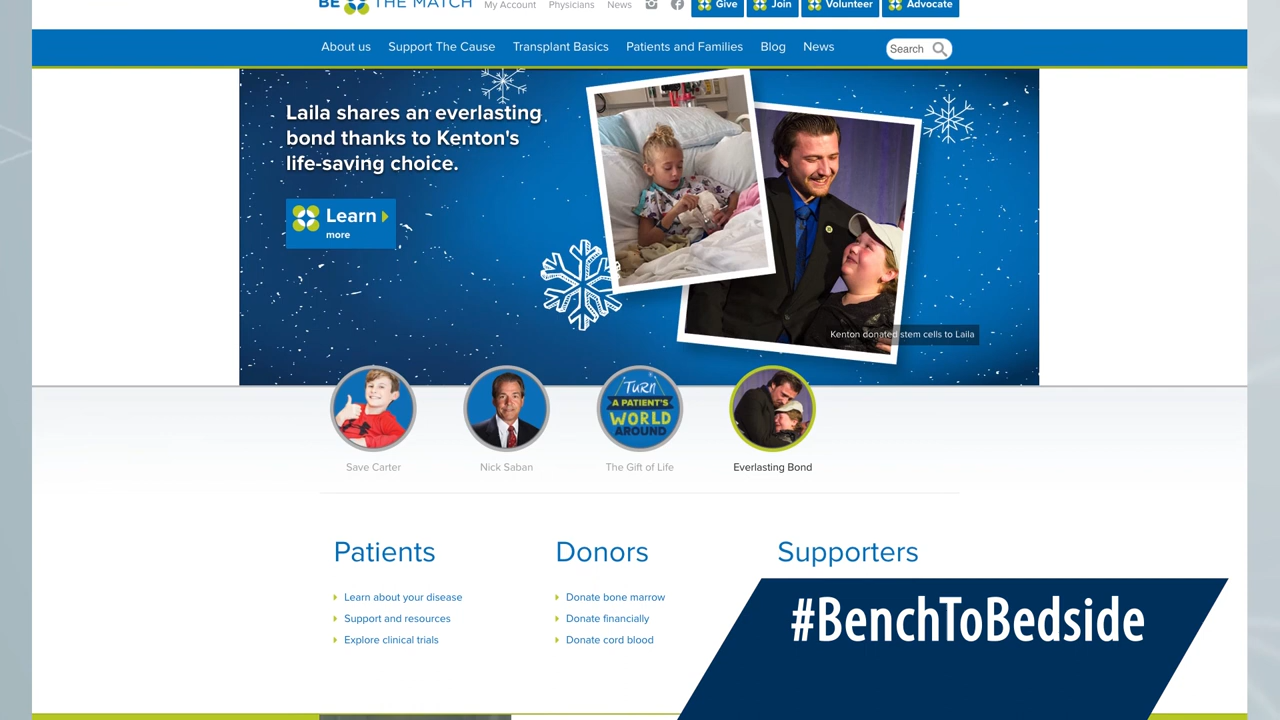 BE THE MATCH
My Account Physicians News
Give Join Volunteer Advocate
About us Support The Cause Transplant Basics Patients and Families Blog News
Search
Laila shares an everlasting
bond thanks to Kenton's
life-saving choice.
Learn
more
Kenton donated stem cells to Laila
TURN
A PATIENT'S
WORLD
AROUND
Save Carter
Nick Saban
The Gift of Life
Everlasting Bond
Patients
Learn about your disease
Support and resources
Explore clinical trials
Donors
Donate bone marrow
Donate financially
Donate cord blood
Supporters
#BenchToBedside